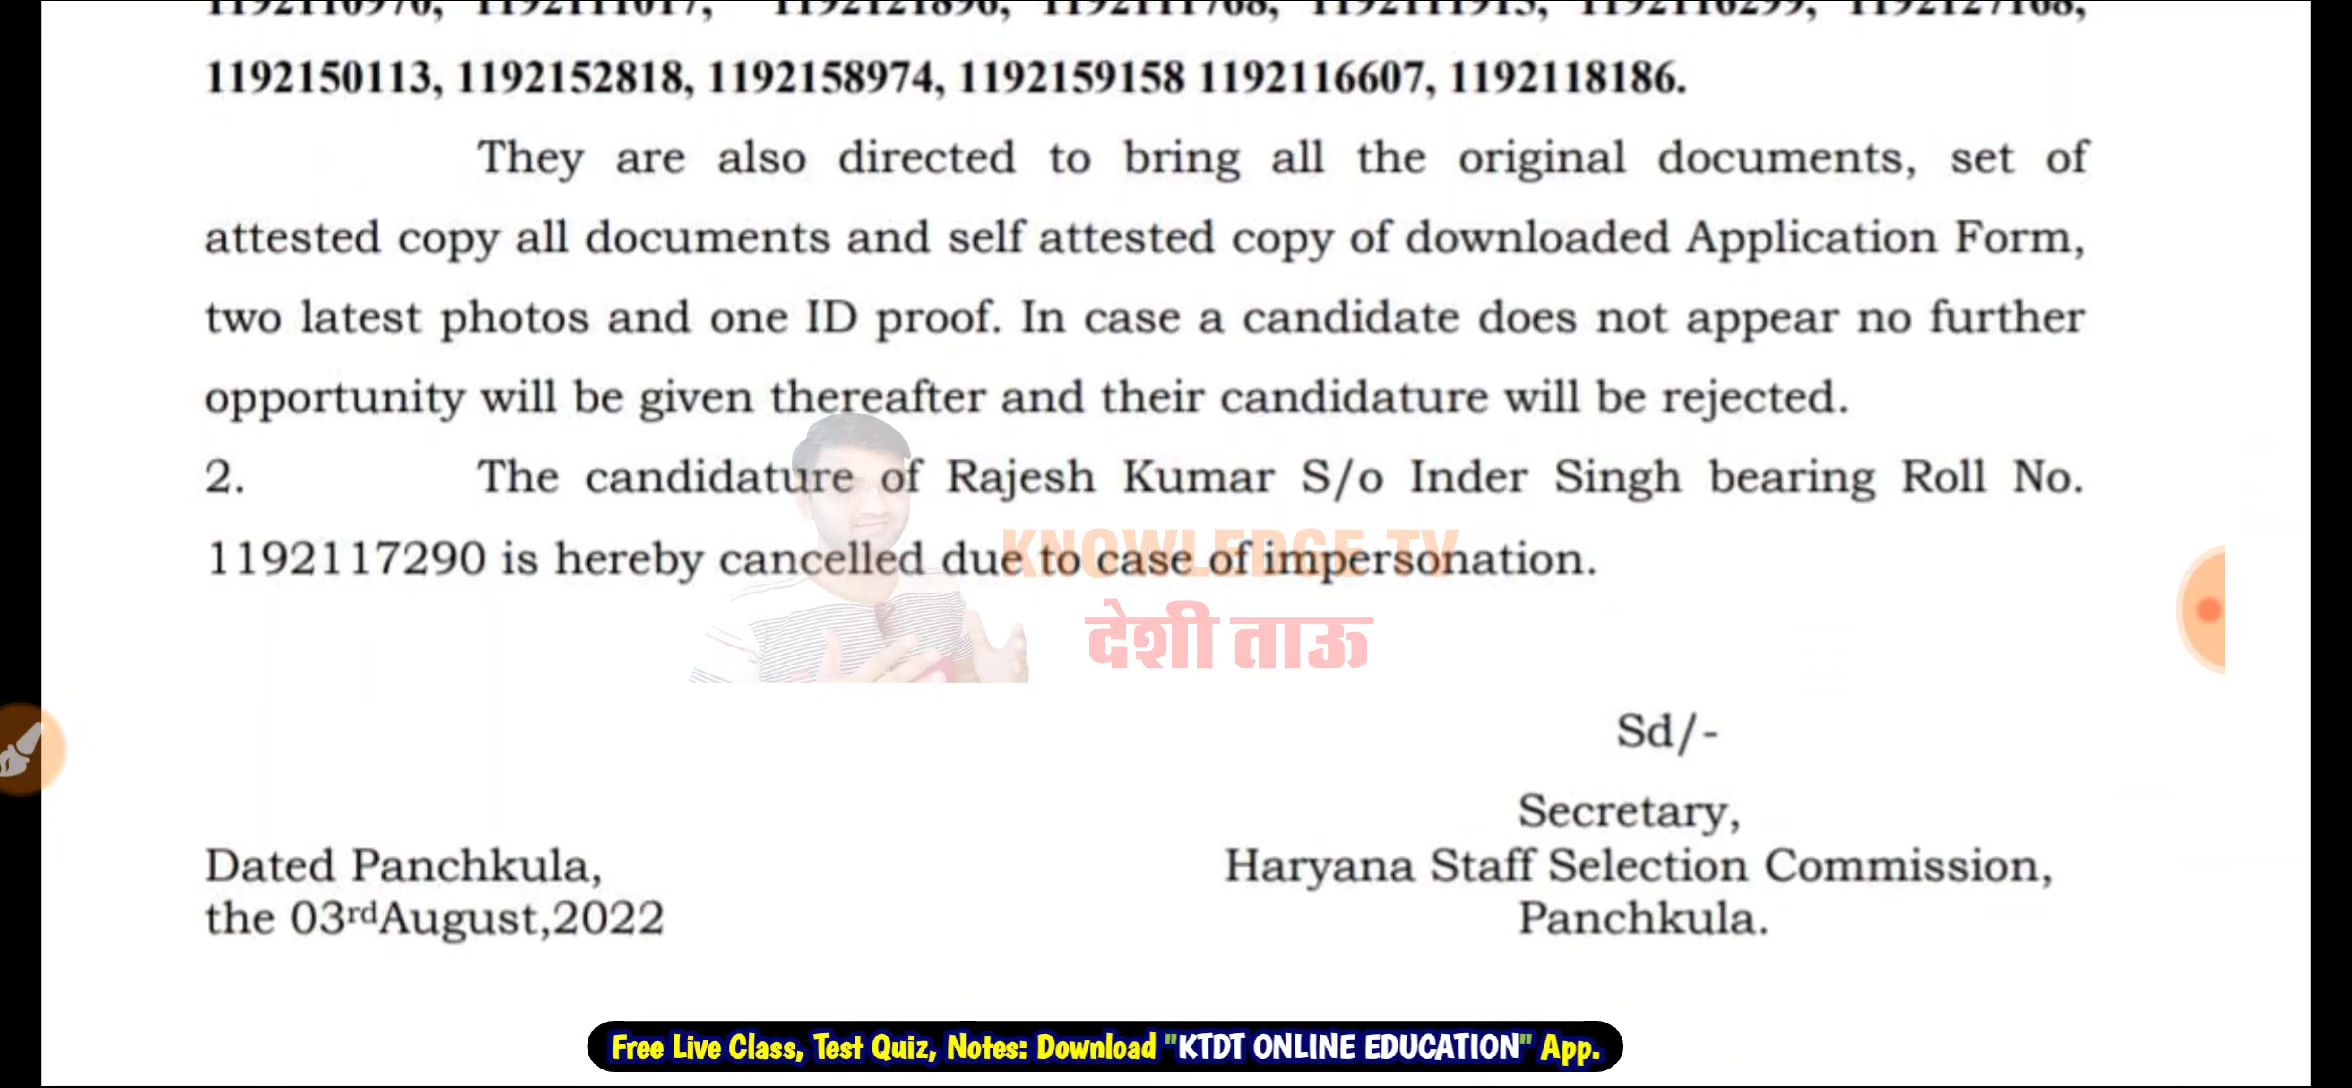 1192150113, 1192152818, 1192158974, 1192159158 1192116607, 1192118186.
They are also directed to bring all the original documents, set of
attested copy all documents and self attested copy of downloaded Application Form,
two latest photos and one ID proof. In case a candidate does not appear no further
opportunity will be given thereafter and their candidature will be rejected.
2. The candidature of Rajesh Kumar S/o Inder Singh bearing Roll No.
1192117290 is hereby cancelled due to case of impersonation.
KNOWLEDGE TV
देशी ताऊ
Sd/-
Secretary,
Dated Panchkula, Haryana Staff Selection Commission,
the 03rdAugust,2022 Panchkula.
Free Live Class, Test Quiz, Notes: Download "KTDT ONLINE EDUCATION" App.